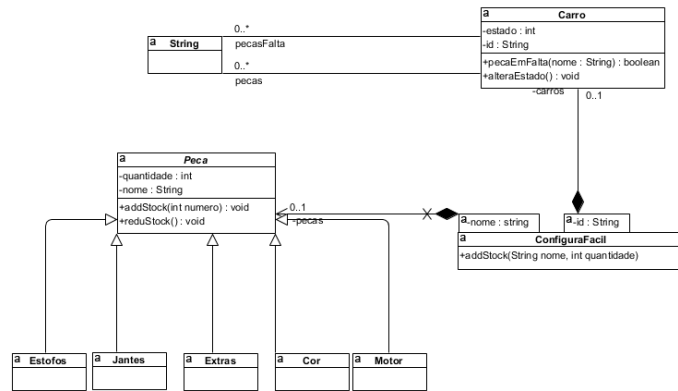 a Carro
-estado : int
-id : String
+pecaEmFalta(nome : String) : boolean
+alteraEstado() : void
0..*
pecasFalta
a String
0..*
pecas
-carros
0..1
a Peca
-quantidade : int
-nome : String
+addStock(int numero) : void
+reduStock() : void
0..1
-pecas
a -nome : string
a -id : String
ConfiguraFacil
a
+addStock(String nome, int quantidade)
a Estofos
a Jantes
a Extras
a Cor
a Motor